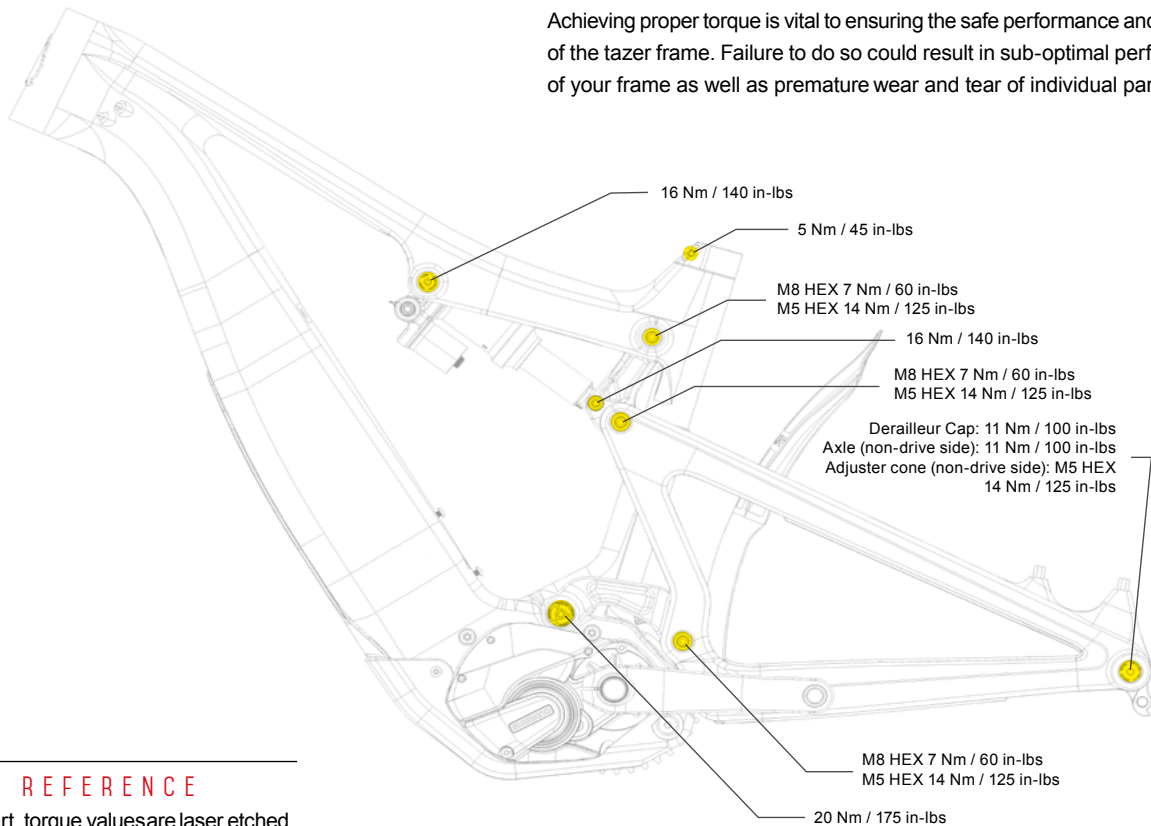 Achieving proper torque is vital to ensuring the safe performance and
of the tazer frame. Failure to do so could result in sub-optimal perf
of your frame as well as premature wear and tear of individual par
16 Nm / 140 in-lbs
5 Nm / 45 in-lbs
M8 HEX 7 Nm / 60 in-lbs
M5 HEX 14 Nm / 125 in-lbs
16 Nm / 140 in-lbs
M8 HEX 7 Nm / 60 in-lbs
M5 HEX 14 Nm / 125 in-lbs
Derailleur Cap: 11 Nm / 100 in-lbs
Axle (non-drive side): 11 Nm / 100 in-lbs
Adjuster cone (non-drive side): M5 HEX
14 Nm / 125 in-lbs
M8 HEX 7 Nm / 60 in-lbs
M5 HEX 14 Nm / 125 in-lbs
20 Nm / 175 in-lbs
REFERENCE
rt, torque valuesare laser etched